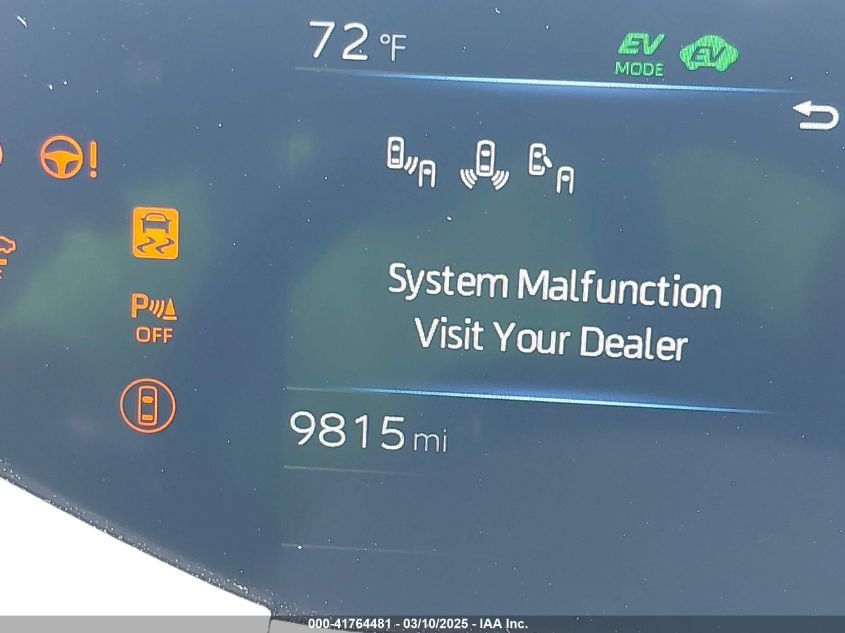 72 °F
EV
MODE
EV
System Malfunction
Visit Your Dealer
P
OFF
9815 mi
000-41764481 - 03/10/2025 - IAA Inc.